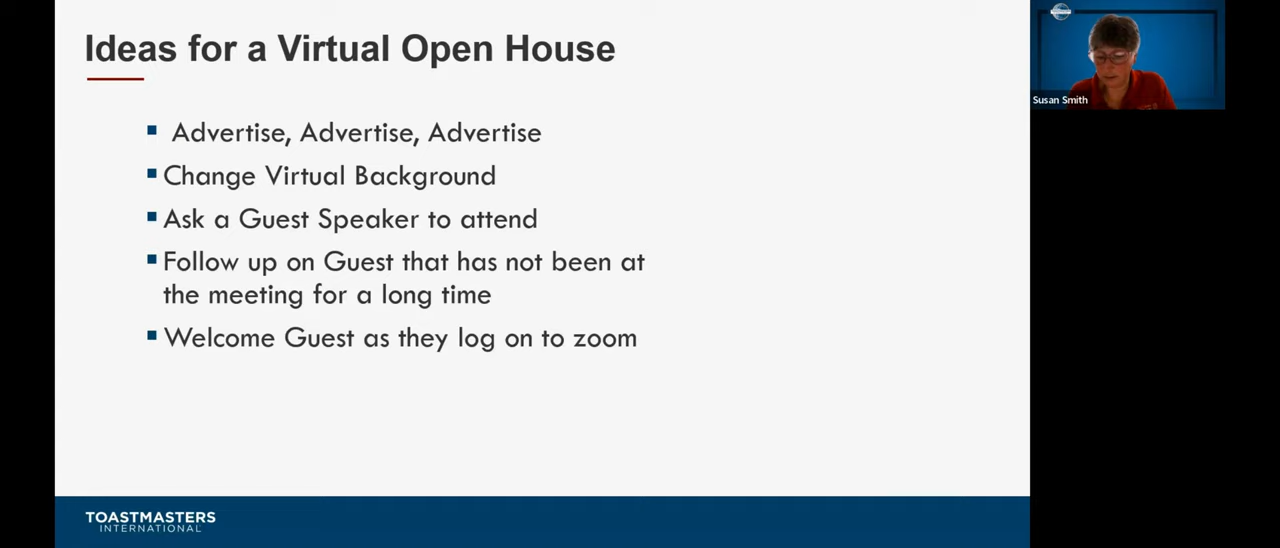 Ideas for a Virtual Open House
Advertise, Advertise, Advertise
Change Virtual Background
Ask a Guest Speaker to attend
Follow up on Guest that has not been at
the meeting for a long time
Welcome Guest as they log on to zoom
TOASTMASTERS
INTERNATIONAL
Susan Smith